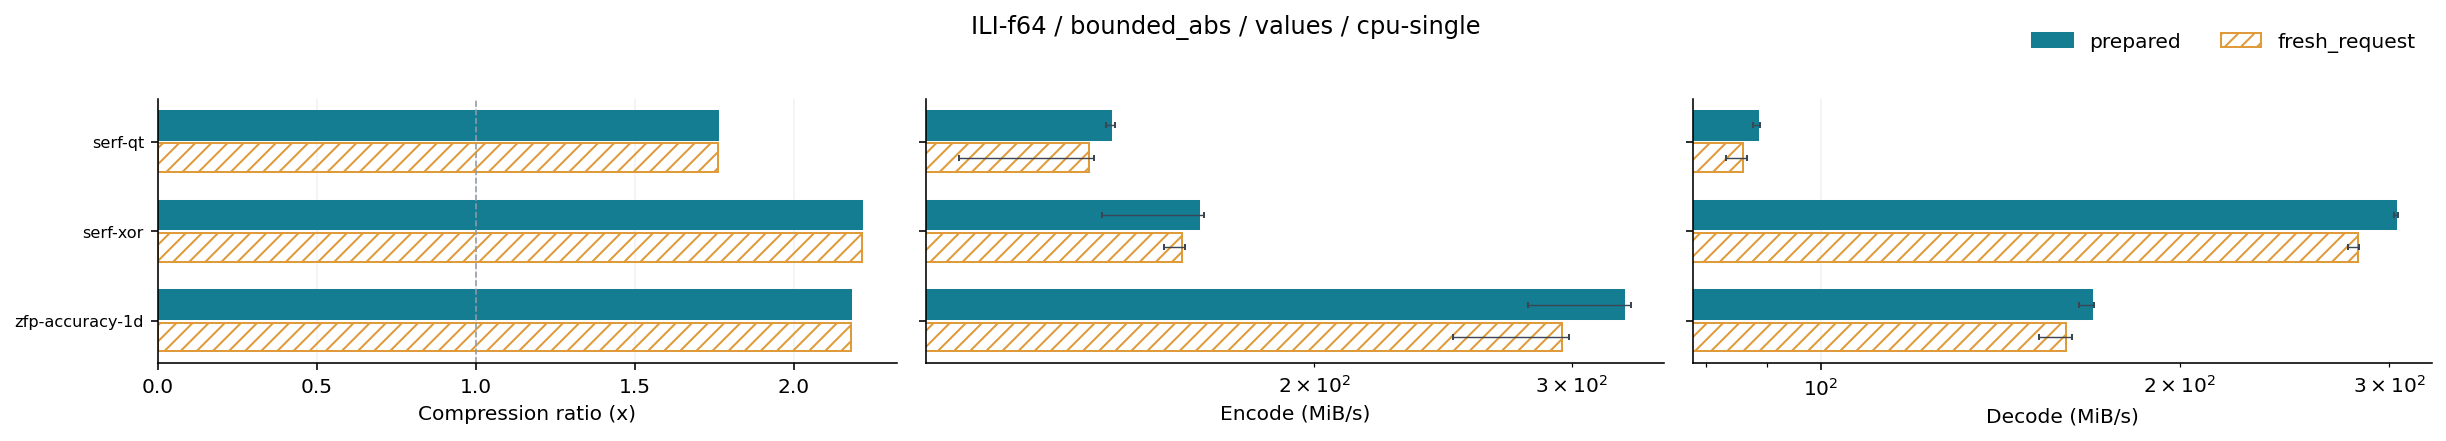 ILI-f64 / bounded_abs / values / cpu-single
prepared
fresh_request
serf-qt
serf-xor
zfp-accuracy-1d
0.0 0.5 1.0 1.5 2.0
Compression ratio (x)
2 × 10² 3 × 10²
Encode (MiB/s)
10² 2 × 10² 3 × 10²
Decode (MiB/s)